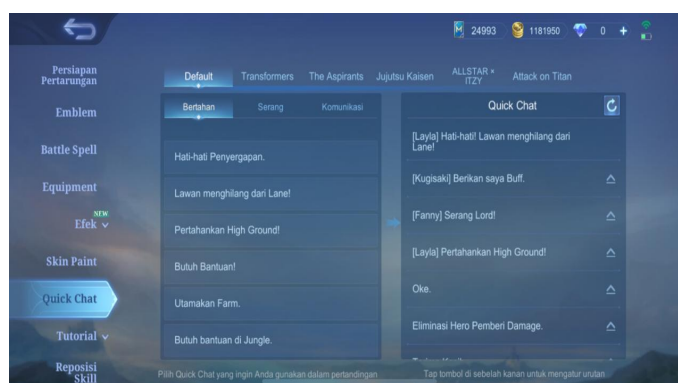 24993
1181950
0 +
Persiapan
Pertarungan
Emblem
Battle Spell
Equipment
NEW
Efek
Skin Paint
Quick Chat
Tutorial
Reposisi
Skill
Default
Transformers
The Aspirants
Jujutsu Kaisen
ALLSTAR ×
ITZY
Attack on Titan
Bertahan
Serang
Komunikasi
Hati-hati Penyergapan.
Lawan menghilang dari Lane!
Pertahankan High Ground!
Butuh Bantuan!
Utamakan Farm.
Butuh bantuan di Jungle.
Pilih Quick Chat yang ingin Anda gunakan dalam pertandingan
Quick Chat
[Layla] Hati-hati! Lawan menghilang dari
Lane!
[Kugisaki] Berikan saya Buff.
[Fanny] Serang Lord!
[Layla] Pertahankan High Ground!
Oke.
Eliminasi Hero Pemberi Damage.
Tap tombol di sebelah kanan untuk mengatur urutan